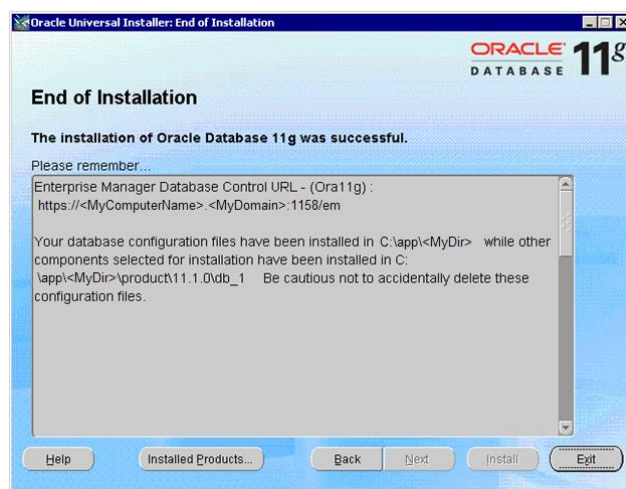 Oracle Universal Installer: End of Installation
ORACLE 11g
DATABASE
End of Installation
The installation of Oracle Database 11g was successful.
Please remember...
Enterprise Manager Database Control URL - (Ora11g) :
https://<MyComputerName>.<MyDomain>:1158/em
Your database configuration files have been installed in C:\app\<MyDir> while other
components selected for installation have been installed in C:
\app\<MyDir>\product\11.1.0\db_1 Be cautious not to accidentally delete these
configuration files.
Help Installed Products... Back Next Install Exit